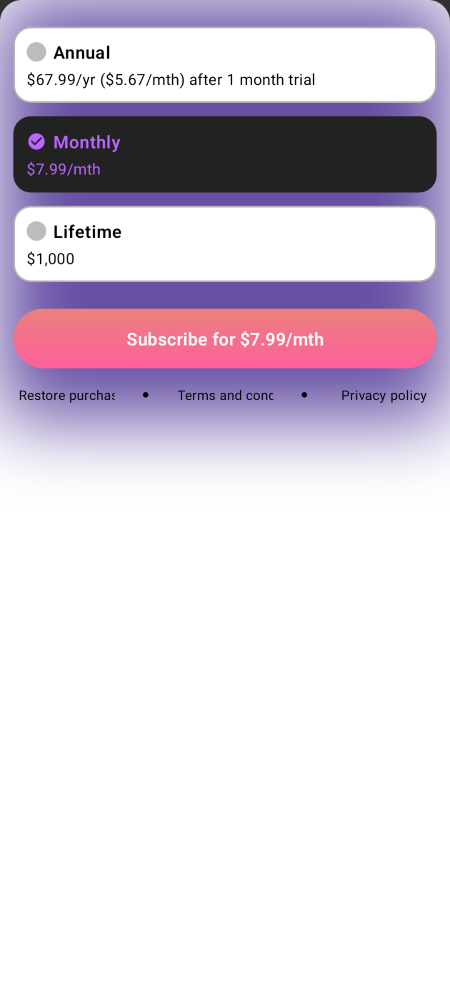 Annual
$67.99/yr ($5.67/mth) after 1 month trial
Monthly
$7.99/mth
Lifetime
$1,000
Subscribe for $7.99/mth
Restore purchas • Terms and conc • Privacy policy